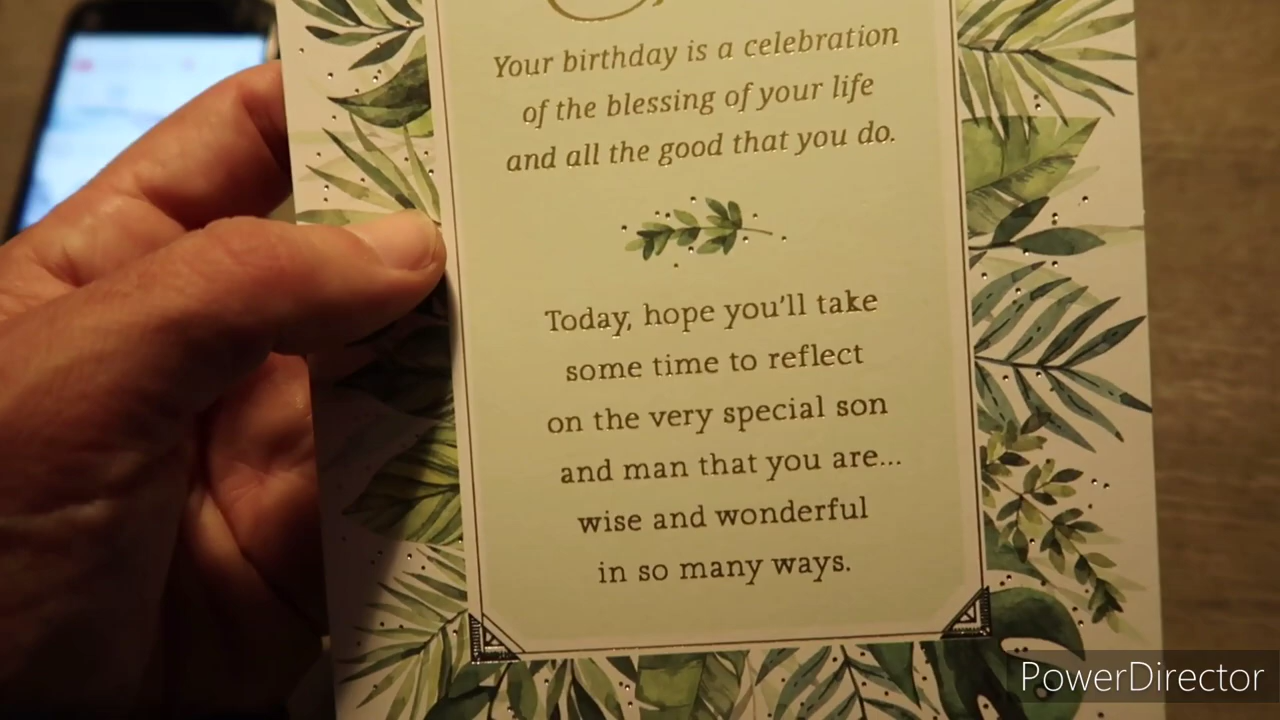 Your birthday is a celebration
of the blessing of your life
and all the good that you do.
Today, hope you'll take
some time to reflect
on the very special son
and man that you are...
wise and wonderful
in so many ways.
PowerDirector